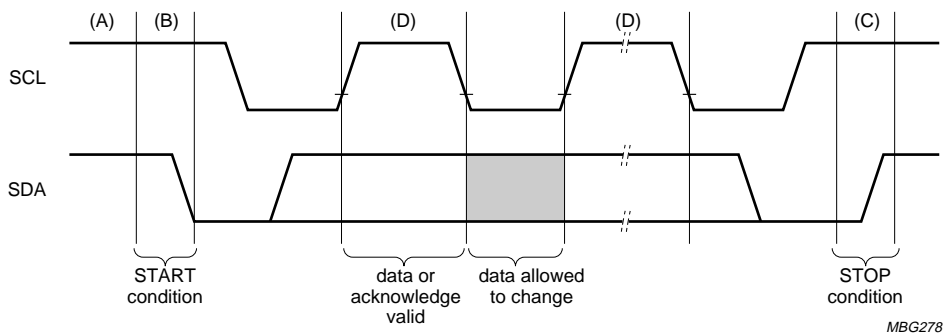 (A) (B) (D) (D) (C)
SCL
SDA
START
condition
data or
acknowledge
valid
data allowed
to change
STOP
condition
MBG278